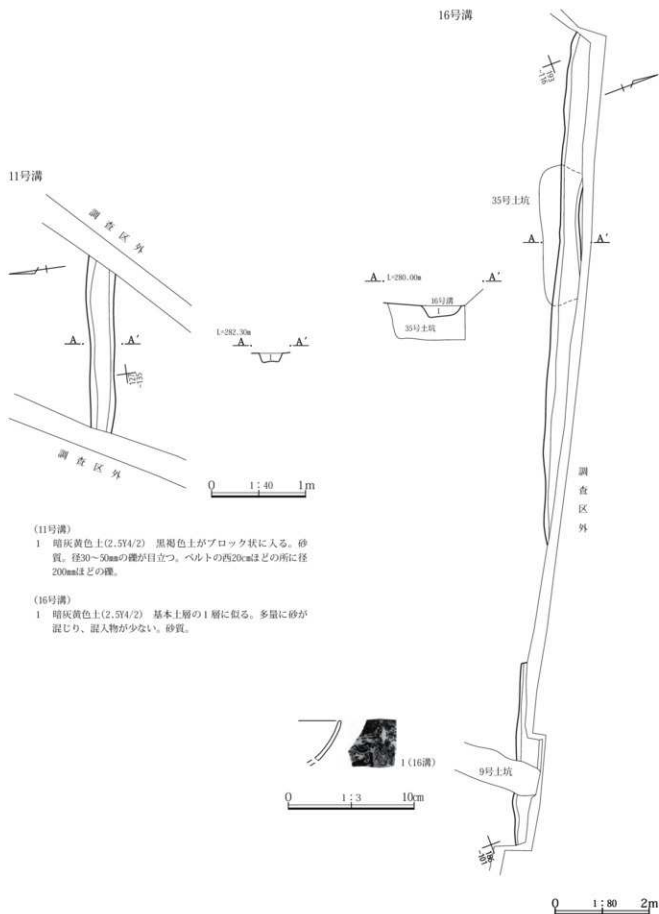 16号溝
193
-116
35号土坑
A
A'
11号溝
調査区外
A
A'
123
-135
調査区外
L=282.30m
A
A'
1
A
L=280.00m
A'
16号溝
1
35号土坑
0
1：40
1m
調査区外
(11号溝)
1　暗灰黄色土(2.5Y4/2)　黒褐色土がブロック状に入る。砂
質。径30～50mmの礫が目立つ。ベルトの西20cmほどの所に径
200mmほどの礫。
(16号溝)
1　暗灰黄色土(2.5Y4/2)　基本土層の1層に似る。多量に砂が
混じり、混入物が少ない。砂質。
1 (16溝)
0
1：3
10cm
9号土坑
186
-101
0
1：80
2m